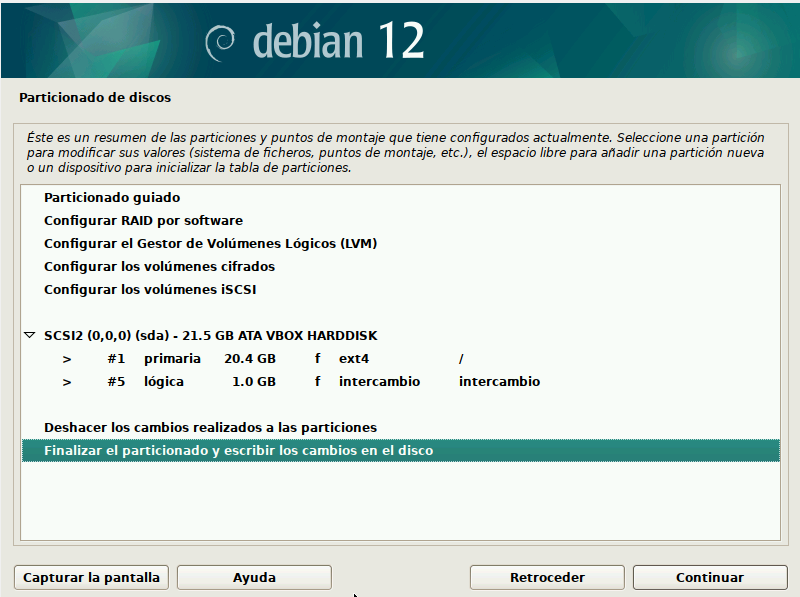 debian 12
Particionado de discos
Éste es un resumen de las particiones y puntos de montaje que tiene configurados actualmente. Seleccione una partición
para modificar sus valores (sistema de ficheros, puntos de montaje, etc.), el espacio libre para añadir una partición nueva
o un dispositivo para inicializar la tabla de particiones.
Particionado guiado
Configurar RAID por software
Configurar el Gestor de Volúmenes Lógicos (LVM)
Configurar los volúmenes cifrados
Configurar los volúmenes iSCSI
SCSI2 (0,0,0) (sda) - 21.5 GB ATA VBOX HARDDISK
> #1 primaria 20.4 GB f ext4 /
> #5 lógica 1.0 GB f intercambio intercambio
Deshacer los cambios realizados a las particiones
Finalizar el particionado y escribir los cambios en el disco
Capturar la pantalla Ayuda Retroceder Continuar